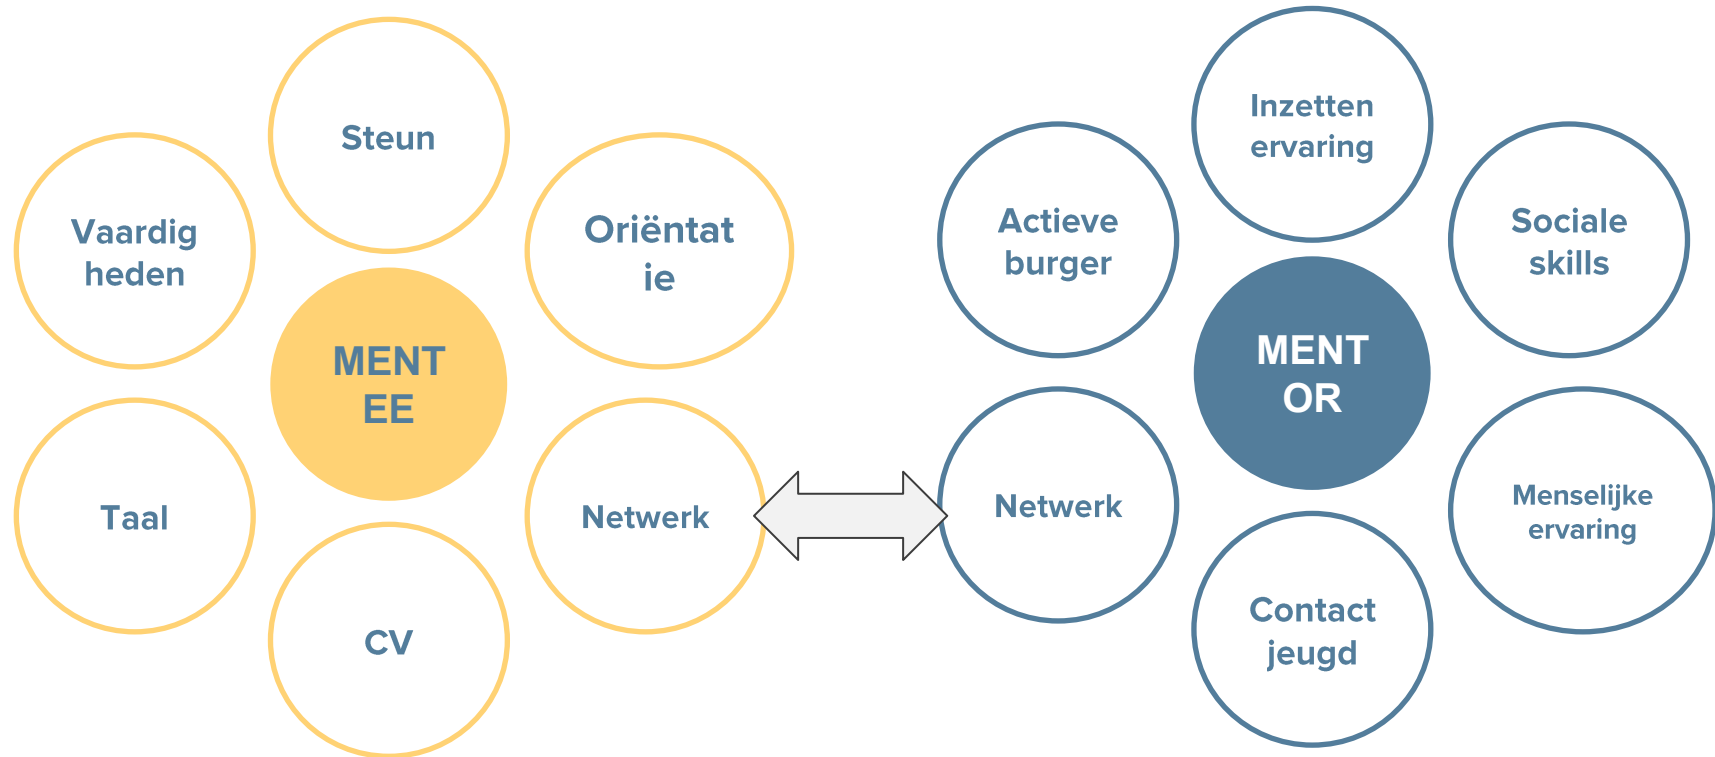 Steun
Vaardig
heden
Oriëntat
ie
MENT
EE
Taal
Netwerk
CV
Inzetten
ervaring
Actieve
burger
Sociale
skills
MENT
OR
Netwerk
Menselijke
ervaring
Contact
jeugd